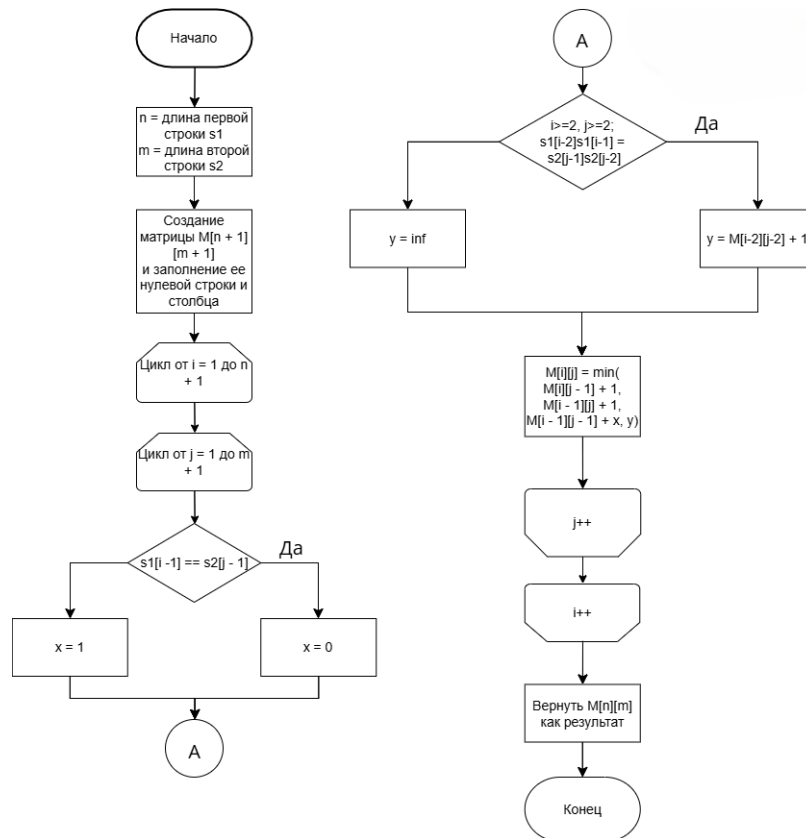 Начало
n = длина первой
строки s1
m = длина второй
строки s2
Создание
матрицы M[n + 1]
[m + 1]
и заполнение ее
нулевой строки и
столбца
Цикл от i = 1 до n
+ 1
Цикл от j = 1 до m
+ 1
s1[i -1] == s2[j - 1]
Да
x = 1
x = 0
А
А
i>=2, j>=2;
s1[i-2]s1[i-1] =
s2[j-1]s2[j-2]
Да
y = inf
y = M[i-2][j-2] + 1
M[i][j] = min(
M[i][j - 1] + 1,
M[i - 1][j] + 1,
M[i - 1][j - 1] + x, y)
j++
i++
Вернуть M[n][m]
как результат
Конец